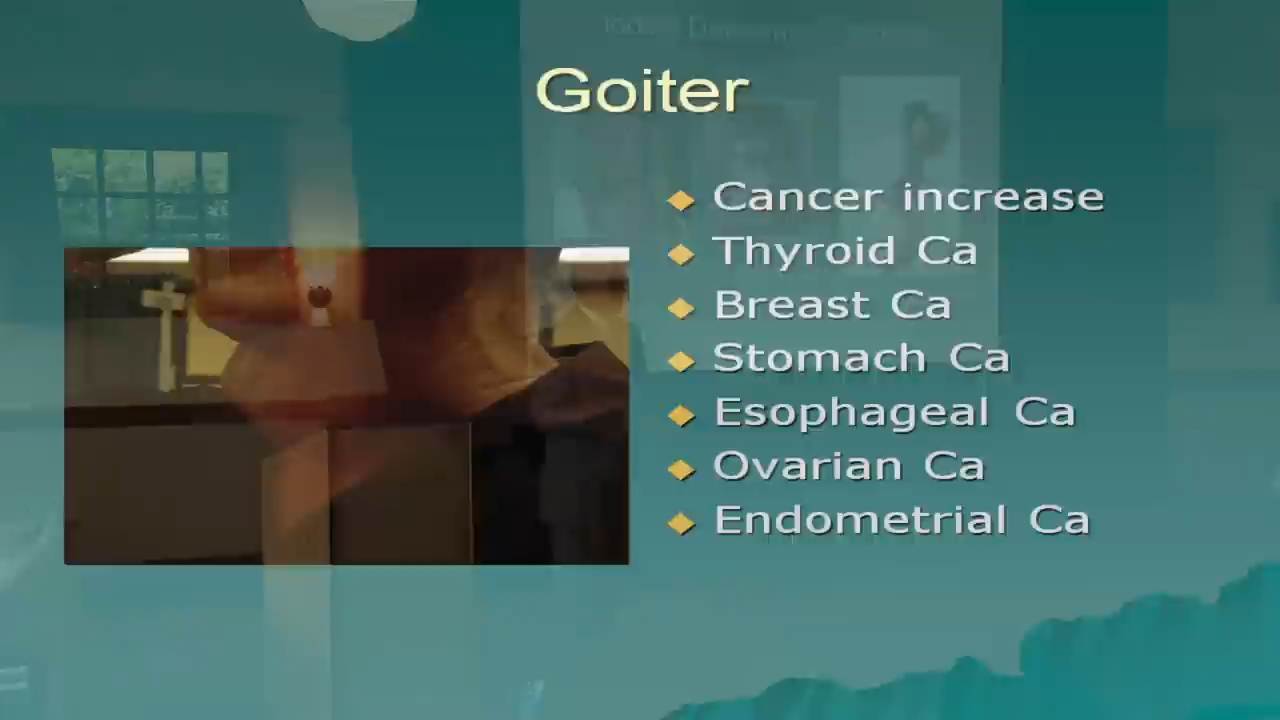 Goiter
Cancer increase
Thyroid Ca
Breast Ca
Stomach Ca
Esophageal Ca
Ovarian Ca
Endometrial Ca